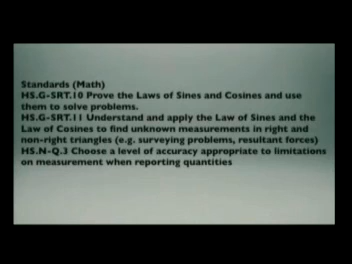 Standards (Math)
HS.G-SRT.10 Prove the Laws of Sines and Cosines and use
them to solve problems.
HS.G-SRT.11 Understand and apply the Law of Sines and the
Law of Cosines to find unknown measurements in right and
non-right triangles (e.g. surveying problems, resultant forces)
HS.N-Q.3 Choose a level of accuracy appropriate to limitations
on measurement when reporting quantities